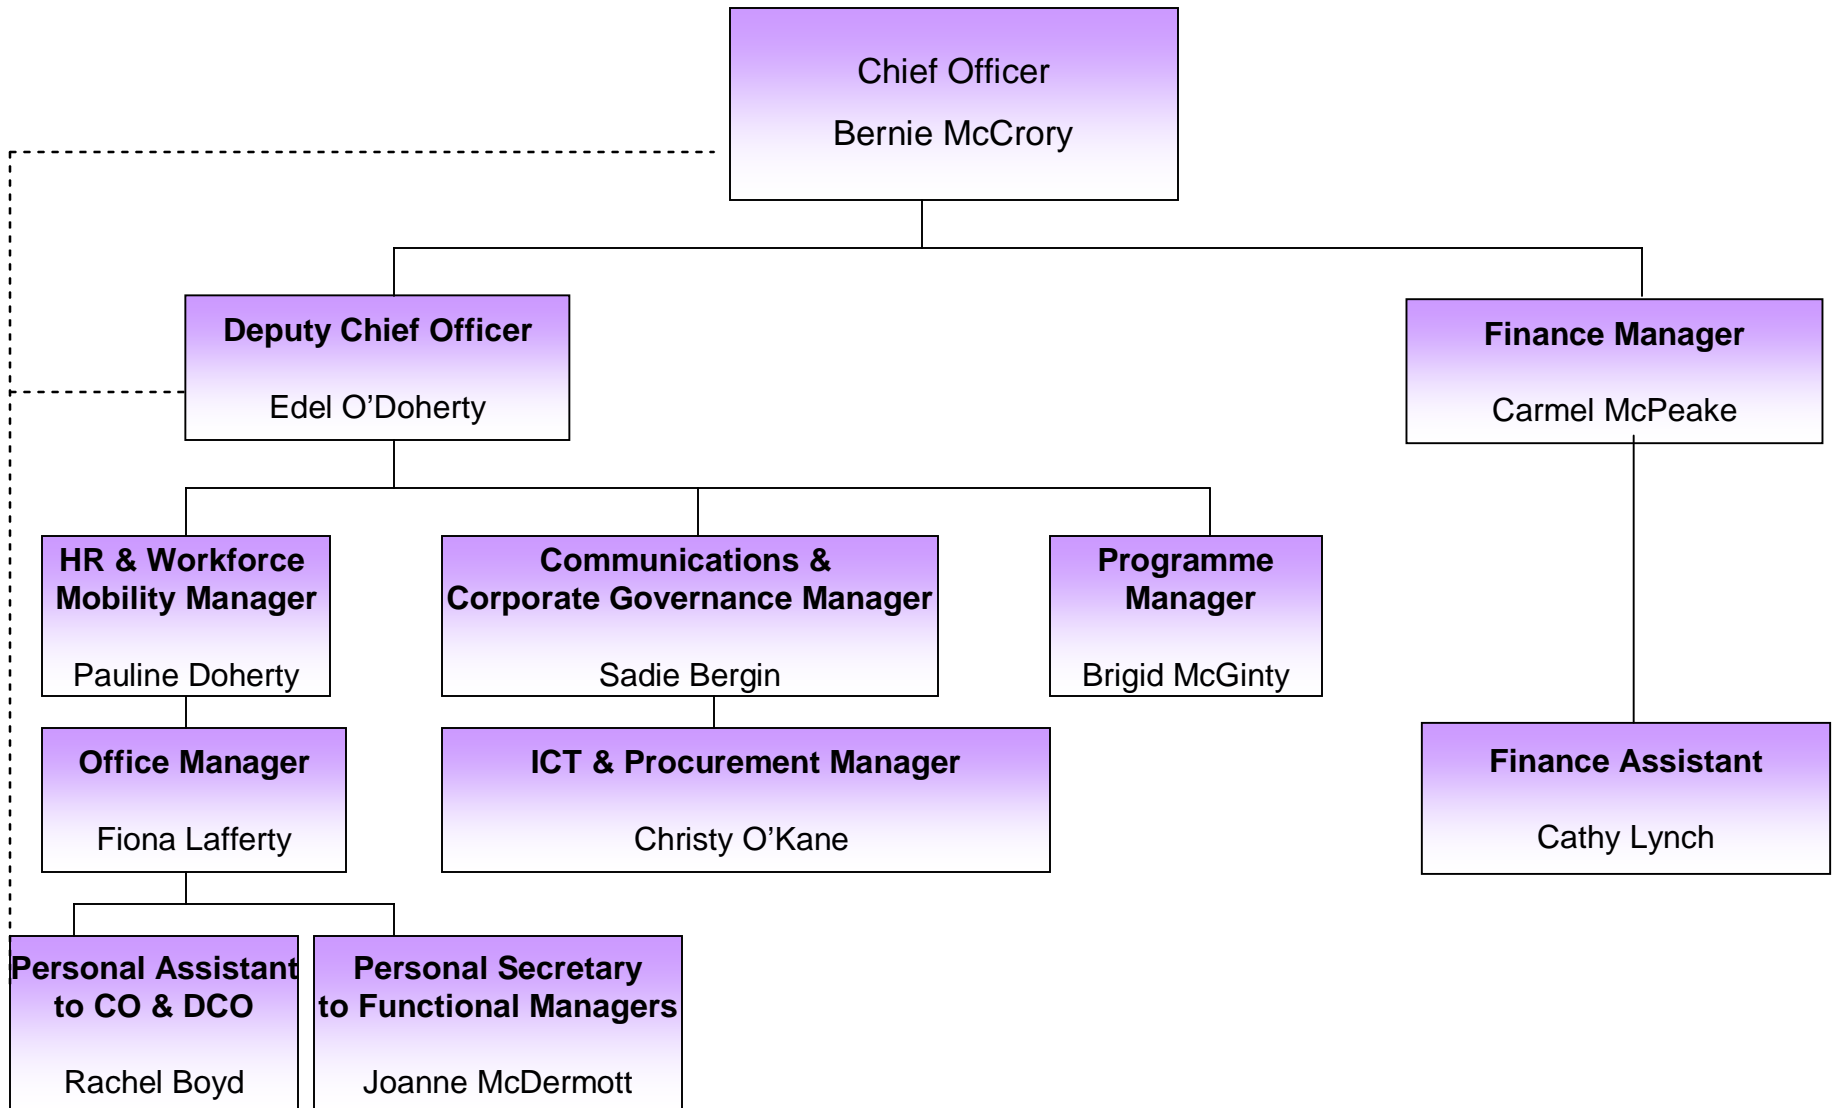 Chief Officer
Bernie McCrory
Deputy Chief Officer
Edel O’Doherty
Finance Manager
Carmel McPeake
HR & Workforce
Mobility Manager
Pauline Doherty
Communications &
Corporate Governance Manager
Sadie Bergin
Programme
Manager
Brigid McGinty
Office Manager
Fiona Lafferty
ICT & Procurement Manager
Christy O’Kane
Finance Assistant
Cathy Lynch
Personal Assistant
to CO & DCO
Rachel Boyd
Personal Secretary
to Functional Managers
Joanne McDermott